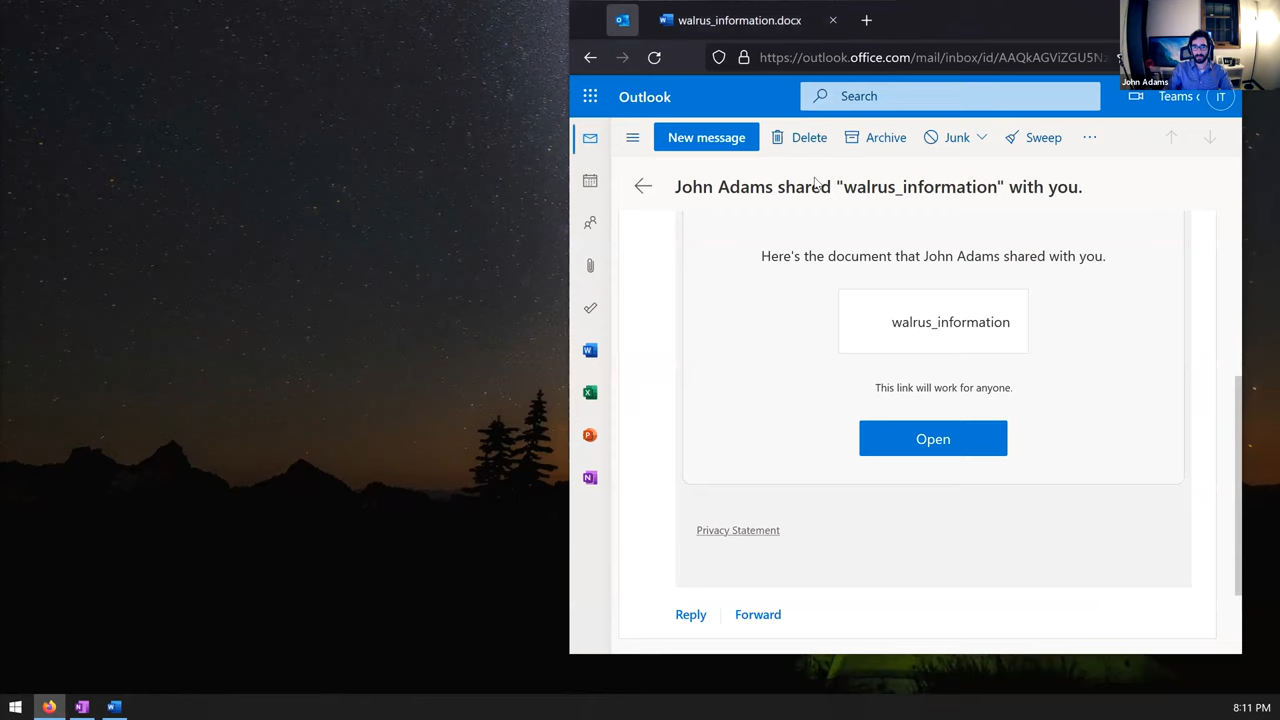 walrus_information.docx
https://outlook.office.com/mail/inbox/id/AAQkAGViZGU5N
John Adams
Outlook
Search
Teams c
IT
New message
Delete
Archive
Junk
Sweep
John Adams shared "walrus_information" with you.
Here's the document that John Adams shared with you.
walrus_information
This link will work for anyone.
Open
Privacy Statement
Reply
Forward
8:11 PM